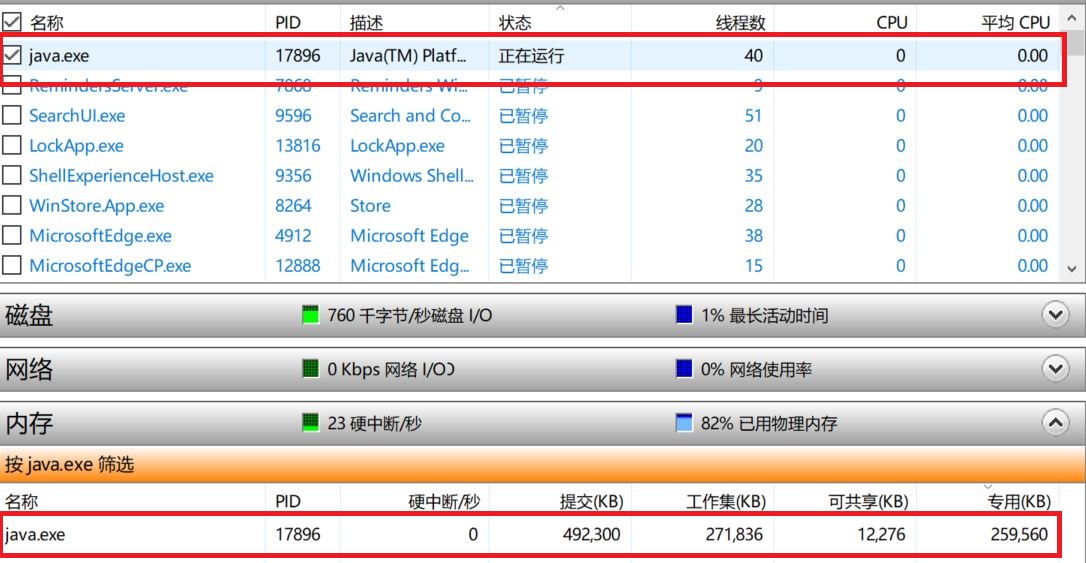 名称 PID 描述 状态 线程数 CPU 平均 CPU
java.exe 17896 Java(TM) Platf... 正在运行 40 0 0.00
RemindersServer.exe 7868 Reminders Wi... 已暂停 9 0 0.00
SearchUI.exe 9596 Search and Co... 已暂停 51 0 0.00
LockApp.exe 13816 LockApp.exe 已暂停 20 0 0.00
ShellExperienceHost.exe 9356 Windows Shell... 已暂停 35 0 0.00
WinStore.App.exe 8264 Store 已暂停 28 0 0.00
MicrosoftEdge.exe 4912 Microsoft Edge 已暂停 38 0 0.00
MicrosoftEdgeCP.exe 12888 Microsoft Edg... 已暂停 15 0 0.00
磁盘 760 千字节/秒磁盘 I/O 1% 最长活动时间
网络 0 Kbps 网络 I/O 0% 网络使用率
内存 23 硬中断/秒 82% 已用物理内存
按 java.exe 筛选
名称 PID 硬中断/秒 提交(KB) 工作集(KB) 可共享(KB) 专用(KB)
java.exe 17896 0 492,300 271,836 12,276 259,560